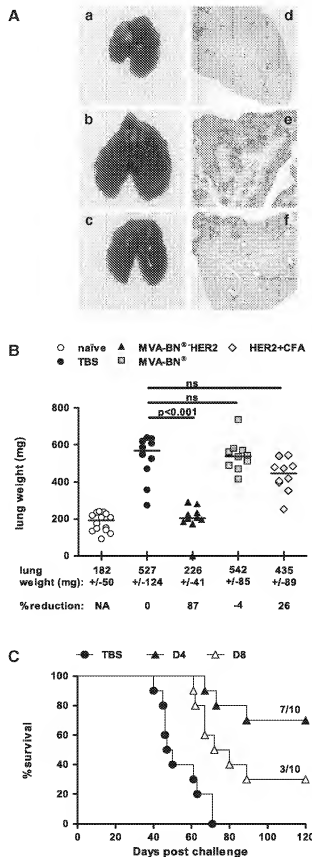 A
a
d
b
e
c
f
B
○ naïve ▲ MVA-BN®HER2 ◇ HER2+CFA
● TBS ▦ MVA-BN®
ns
ns
p<0.001
lung weight (mg)
800
600
400
200
0
lung 182 527 226 542 435
weight (mg): +/-50 +/-124 +/-41 +/-85 +/-89
%reduction: NA 0 87 -4 26
C
TBS D4 D8
%survival
100
80
60
40
20
0
7/10
3/10
0 20 40 60 80 100 120
Days post challenge